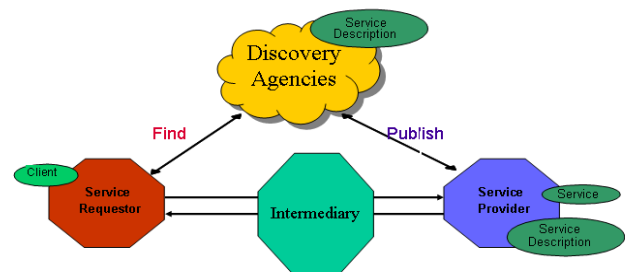 Service
Description
Discovery
Agencies
Find
Publish
Client
Service
Requestor
Intermediary
Service
Provider
Service
Service
Description